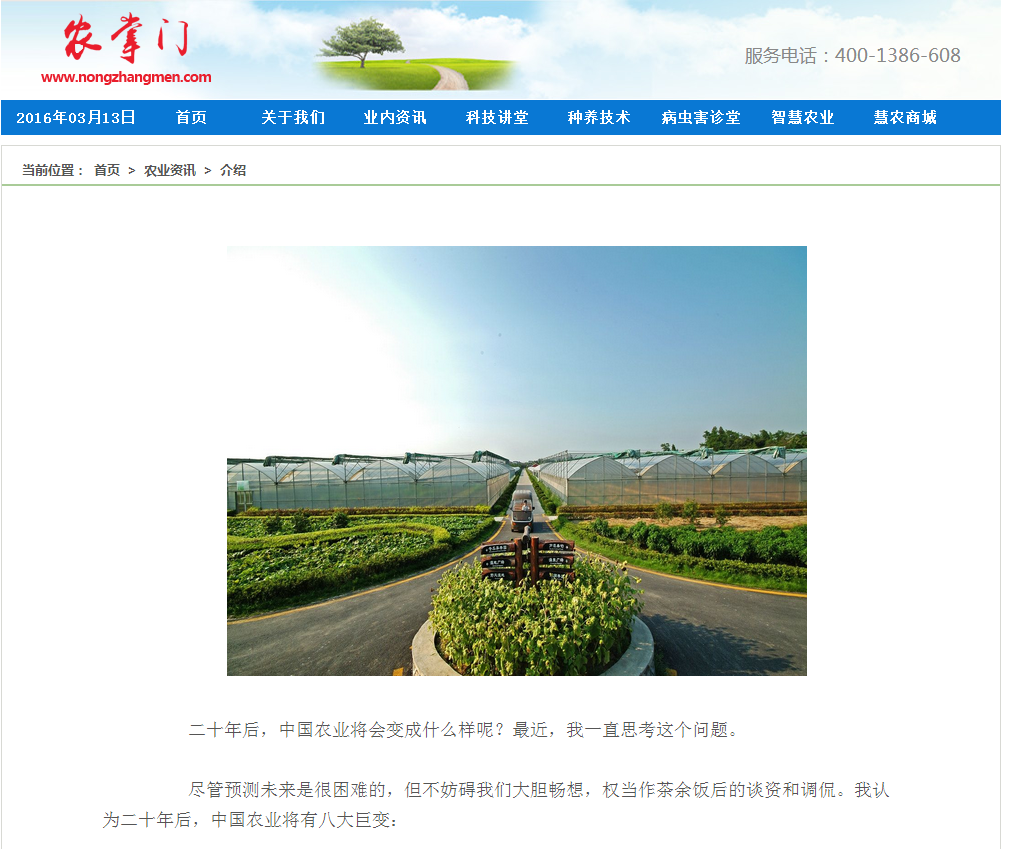 农掌门
www.nongzhangmen.com
服务电话：400-1386-608
2016年03月13日 首页 关于我们 业内资讯 科技讲堂 种养技术 病虫害诊堂 智慧农业 慧农商城
当前位置： 首页 > 农业资讯 > 介绍
二十年后，中国农业将会变成什么样呢？最近，我一直思考这个问题。
尽管预测未来是很困难的，但不妨碍我们大胆畅想，权当作茶余饭后的谈资和调侃。我认
为二十年后，中国农业将有八大巨变：